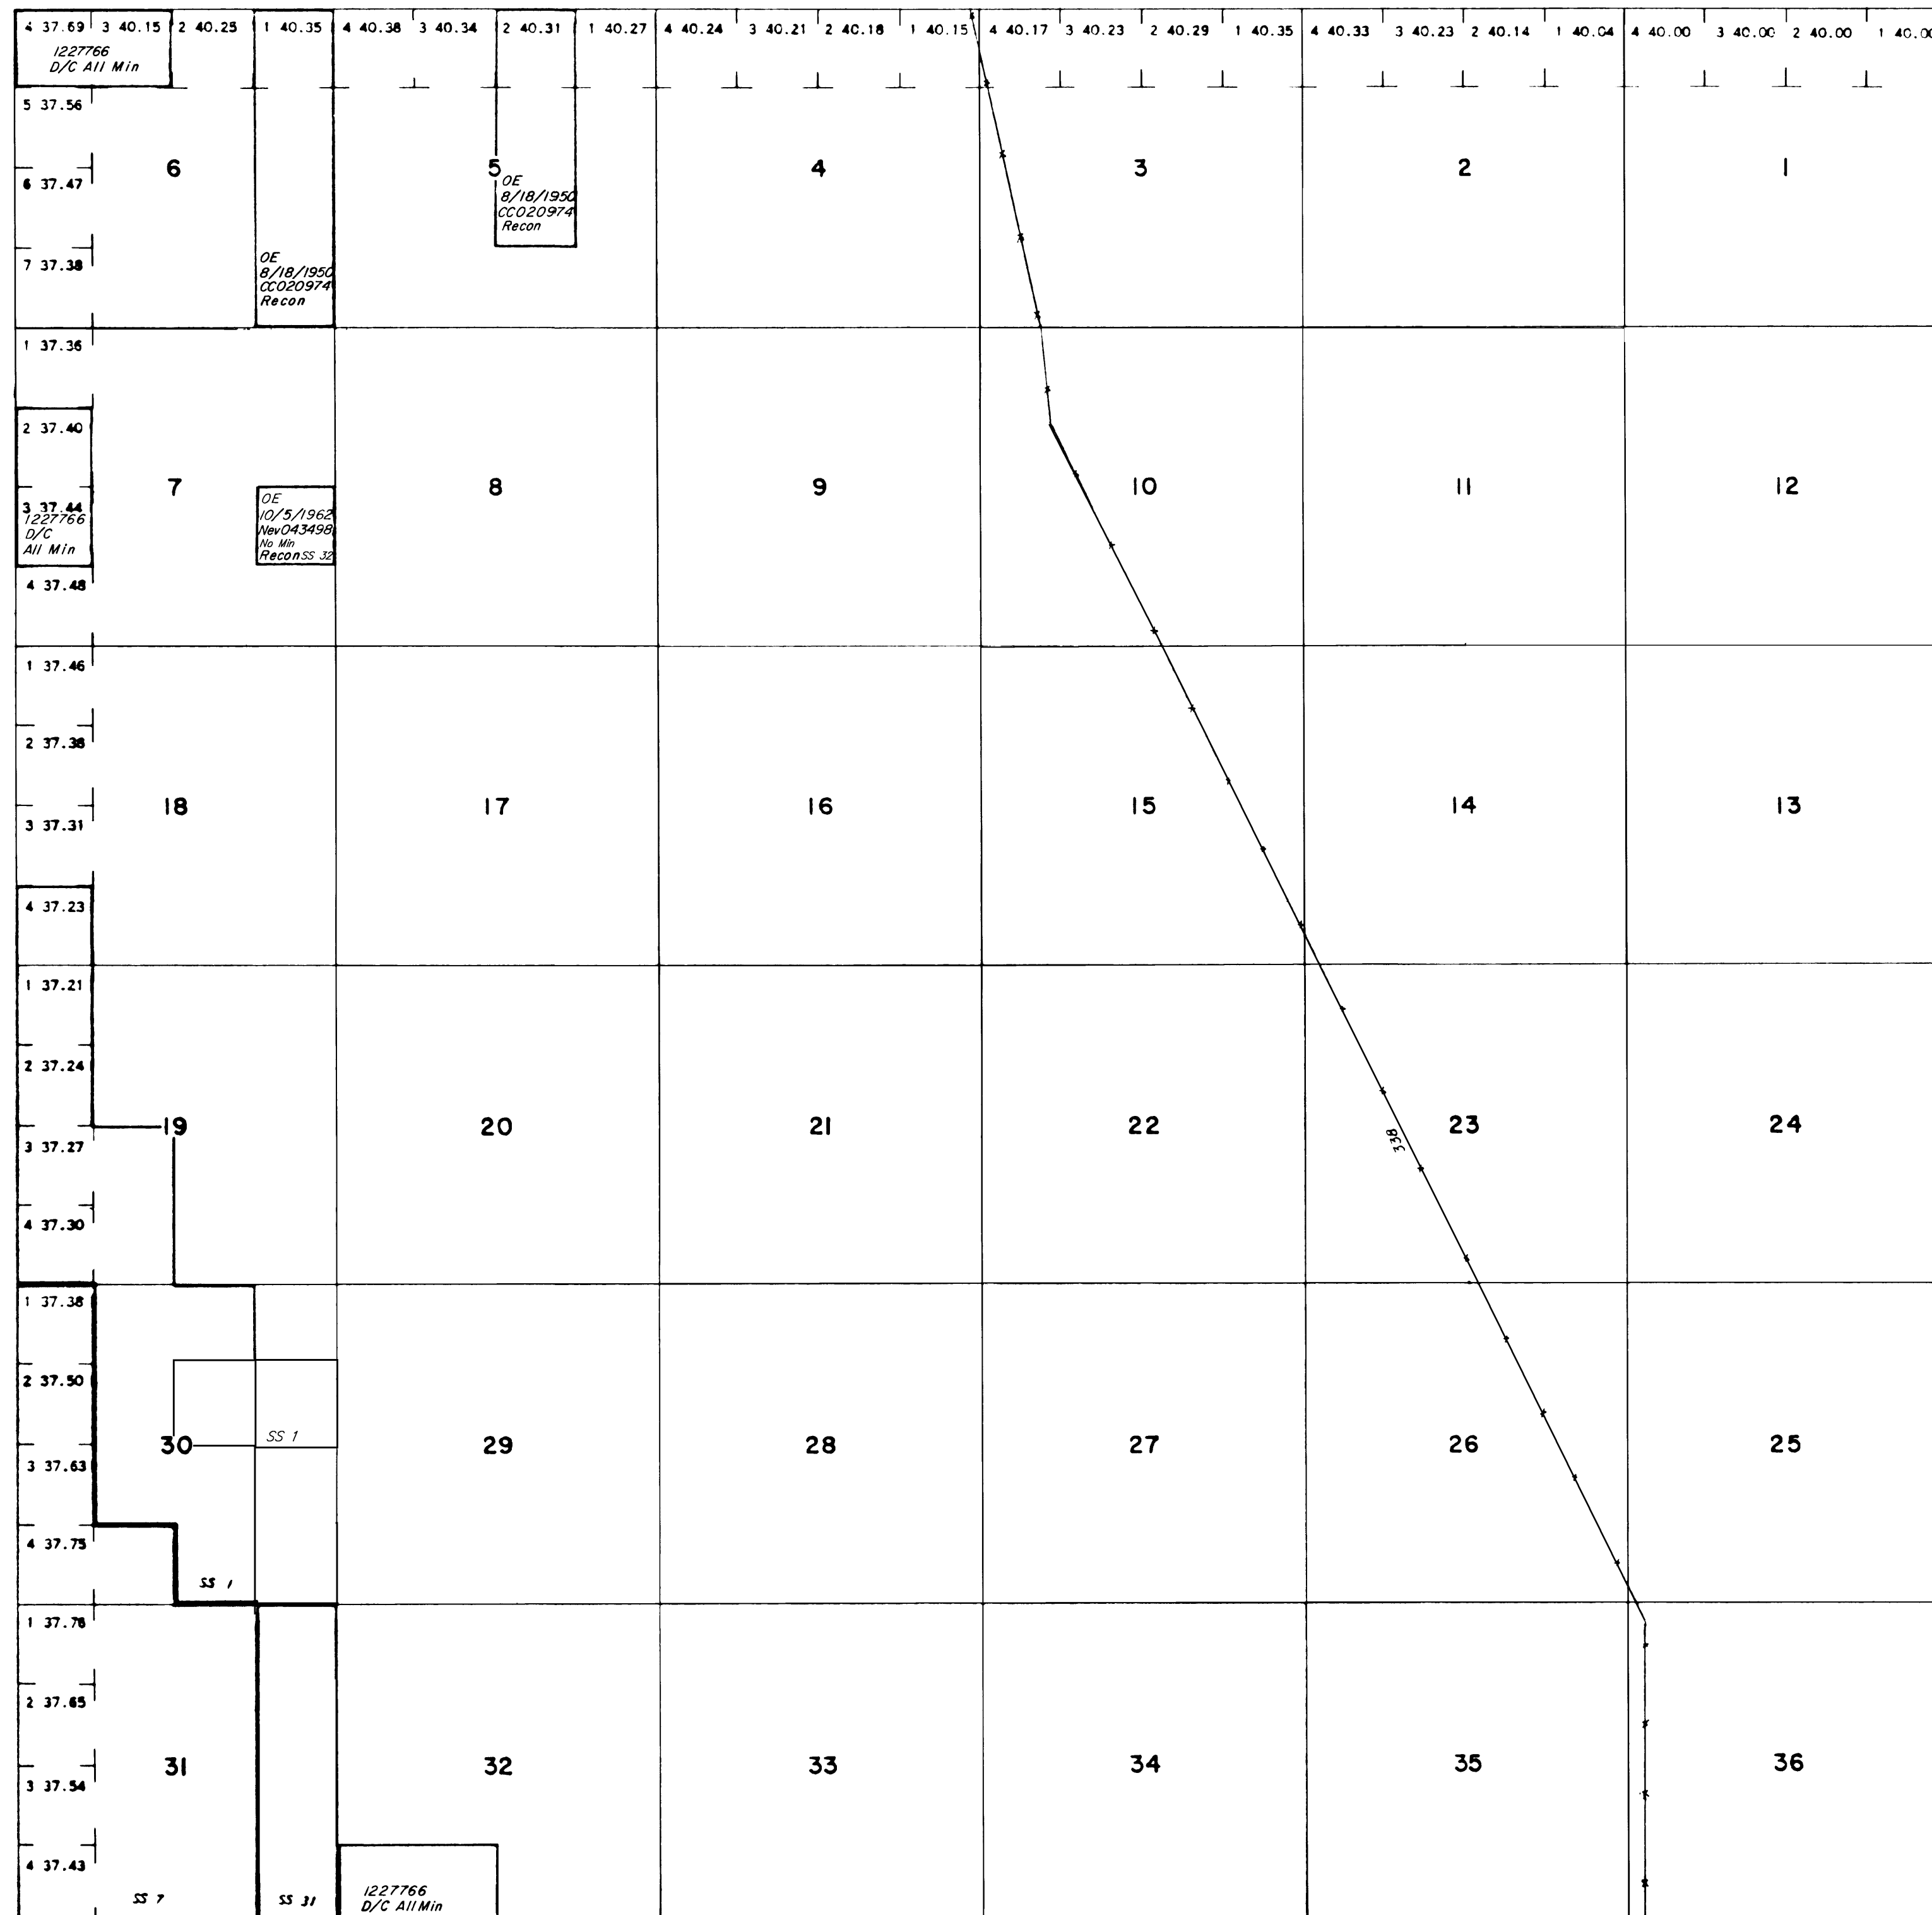 4 37.69 3 40.15 2 40.25 1 40.35 4 40.38 3 40.34 2 40.31 1 40.27 4 40.24 3 40.21 2 40.18 1 40.15 4 40.17 3 40.23 2 40.29 1 40.35 4 40.33 3 40.23 2 40.14 1 40.04 4 40.00 3 40.00 2 40.00 1 40.00
1227766
D/C All Min
5 37.56
6 5 4 3 2 1
6 37.47
OE
8/18/1950
CC020974
Recon
7 37.38
OE
8/18/1950
CC020974
Recon
1 37.36
2 37.40
7 8 9 10 11 12
3 37.44
1227766
D/C
All Min
OE
10/5/1962
Nev043498
No Min
Recon SS 32
4 37.48
1 37.46
2 37.38
18 17 16 15 14 13
3 37.31
4 37.23
1 37.21
2 37.24
19 20 21 22 23 24
338
3 37.27
4 37.30
1 37.38
2 37.50
SS 1
30 29 28 27 26 25
3 37.63
4 37.75
SS 1
1 37.76
2 37.65
31 32 33 34 35 36
3 37.54
4 37.43
SS 7 SS 31
1227766
D/C All Min